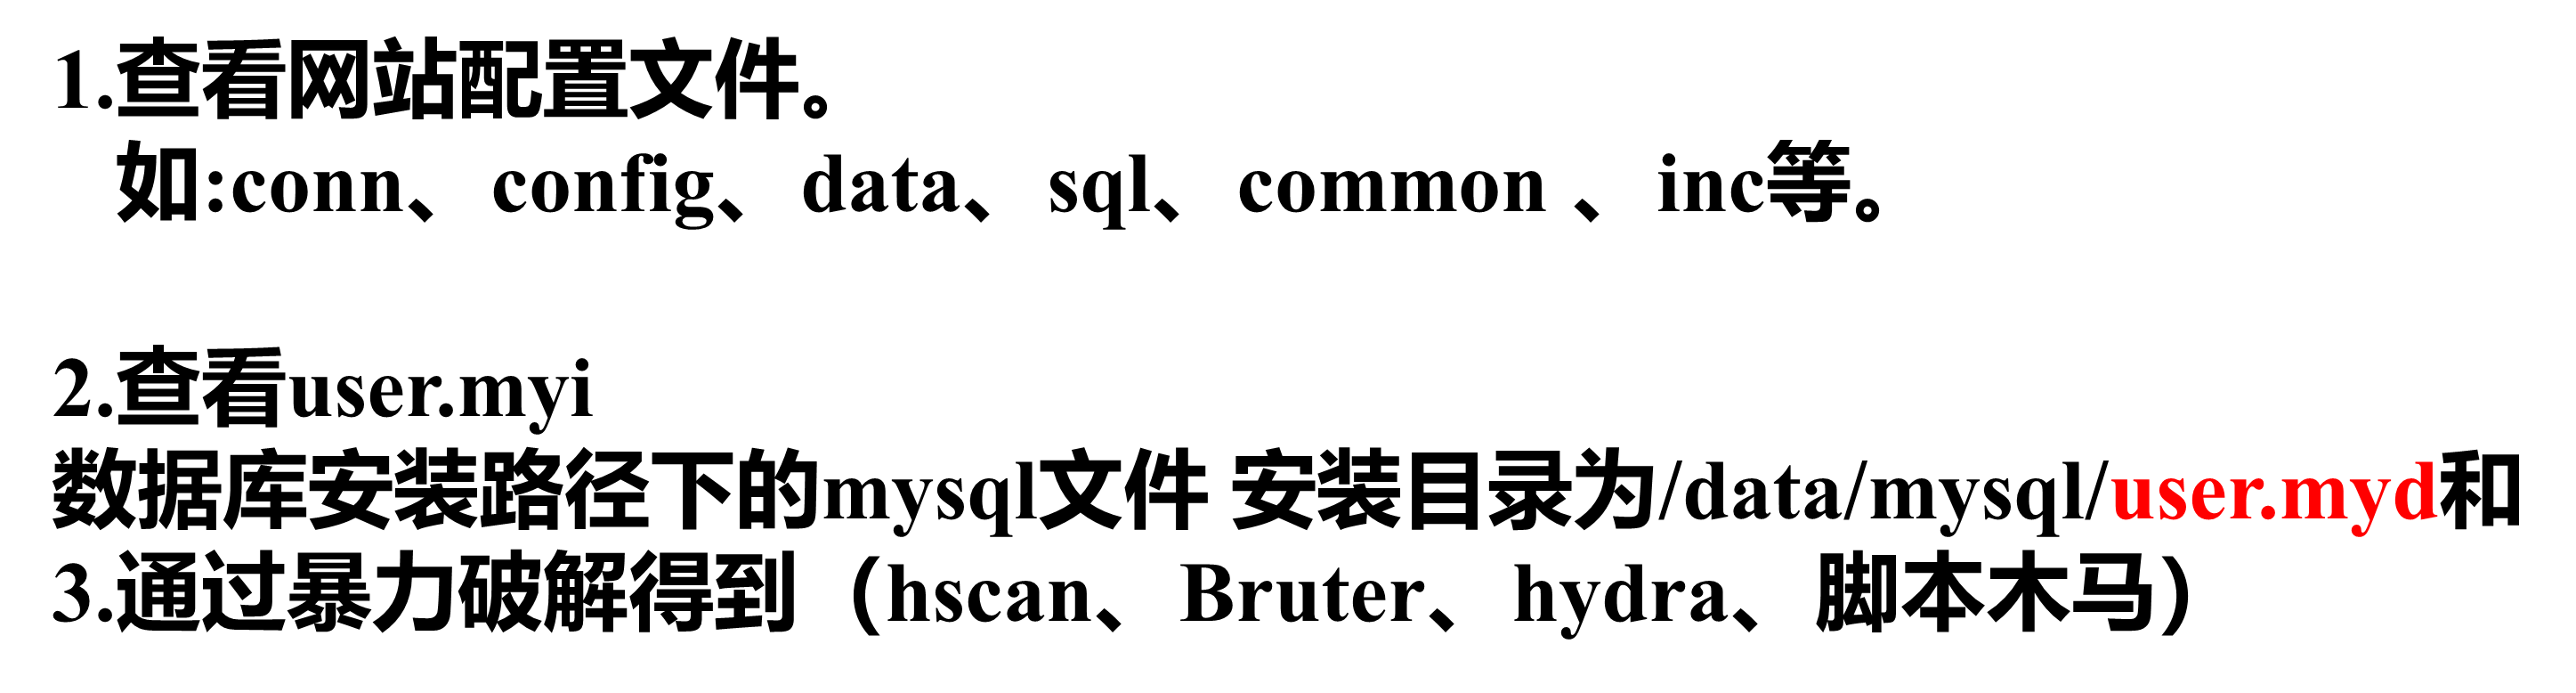 1.查看网站配置文件。
如:conn、config、data、sql、common 、inc等。
2.查看user.myi
数据库安装路径下的mysql文件 安装目录为/data/mysql/user.myd和
3.通过暴力破解得到（hscan、Bruter、hydra、脚本木马）